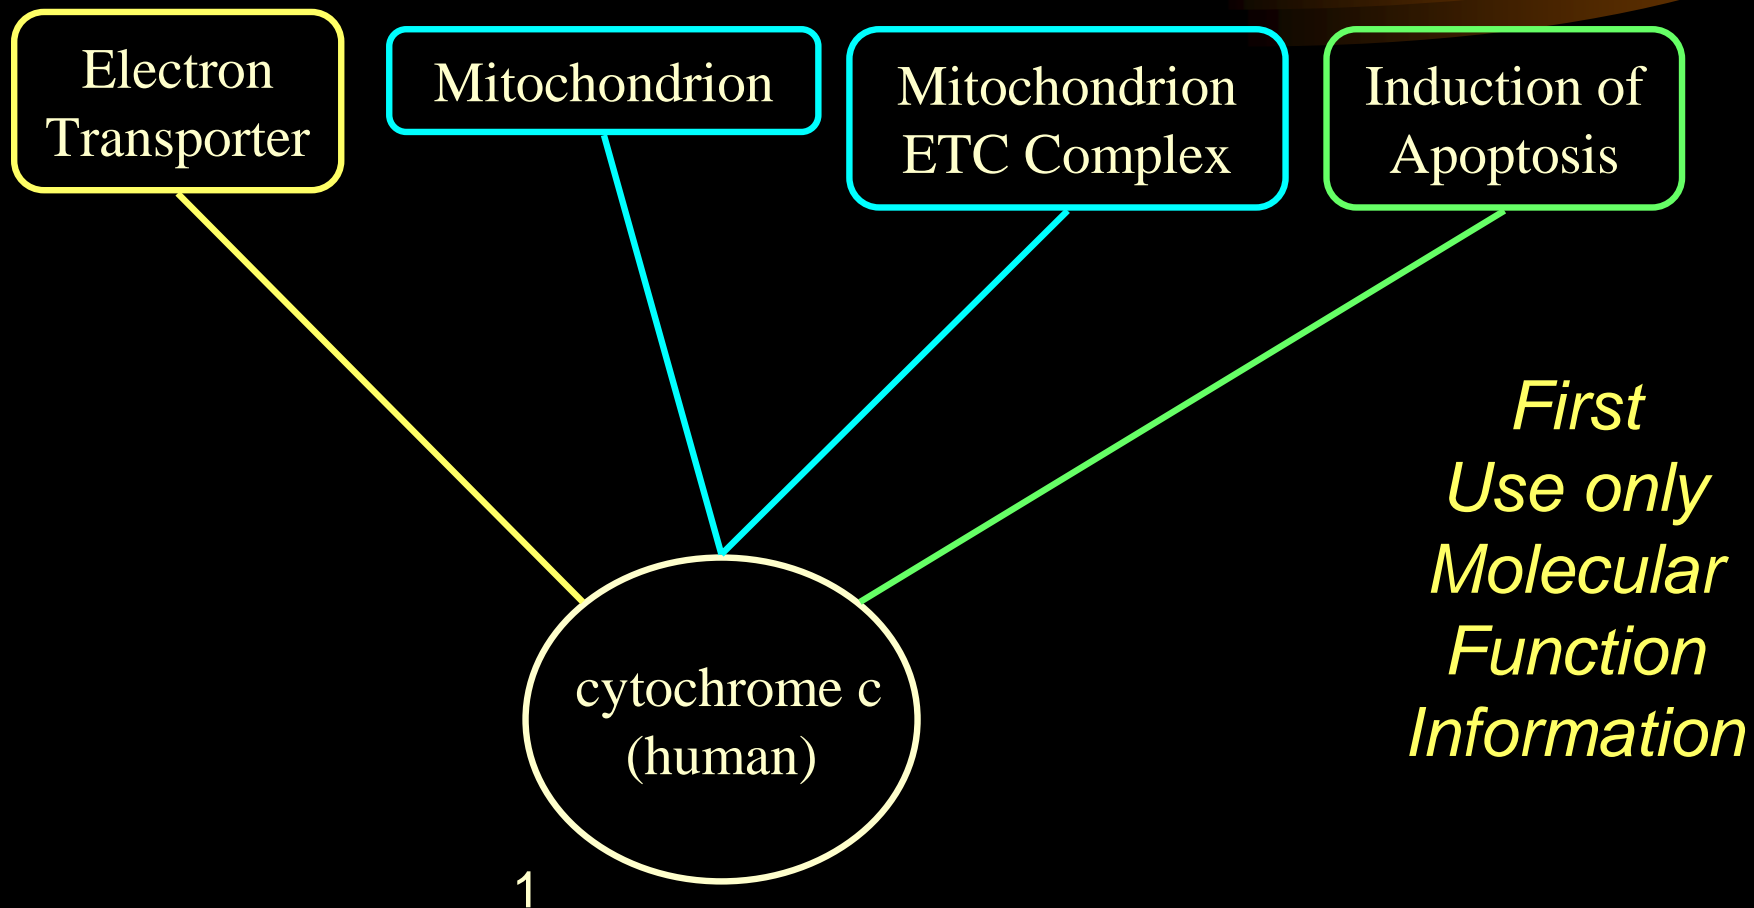 Electron
Transporter
Mitochondrion
Mitochondrion
ETC Complex
Induction of
Apoptosis
First
Use only
Molecular
Function
Information
cytochrome c
(human)
1